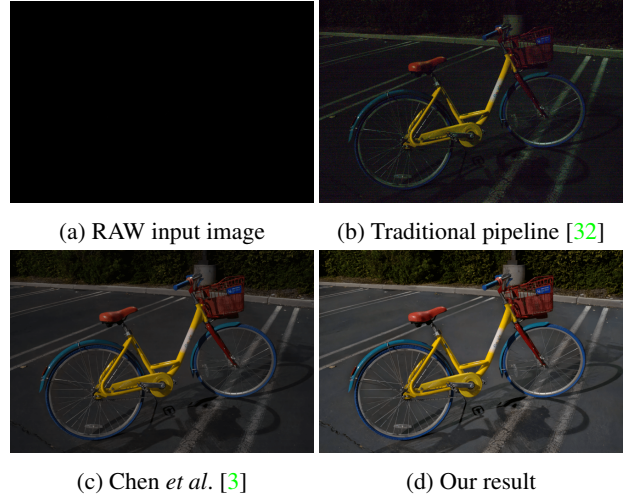 (a) RAW input image
(b) Traditional pipeline [32]
(c) Chen et al. [3]
(d) Our result